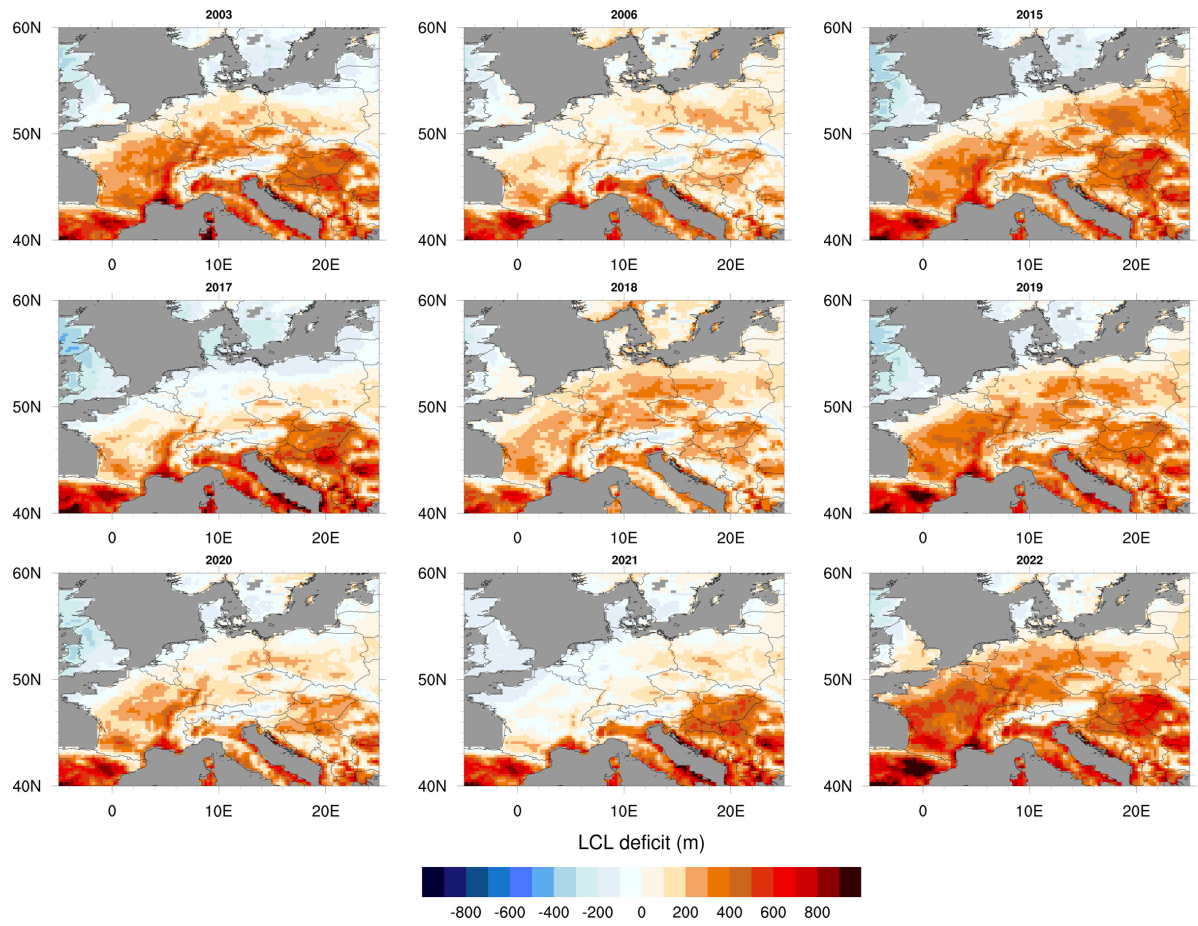 2003 2006 2015
60N 60N 60N
50N 50N 50N
40N 40N 40N
0 10E 20E 0 10E 20E 0 10E 20E
2017 2018 2019
60N 60N 60N
50N 50N 50N
40N 40N 40N
0 10E 20E 0 10E 20E 0 10E 20E
2020 2021 2022
60N 60N 60N
50N 50N 50N
40N 40N 40N
0 10E 20E 0 10E 20E 0 10E 20E
LCL deficit (m)
-800 -600 -400 -200 0 200 400 600 800